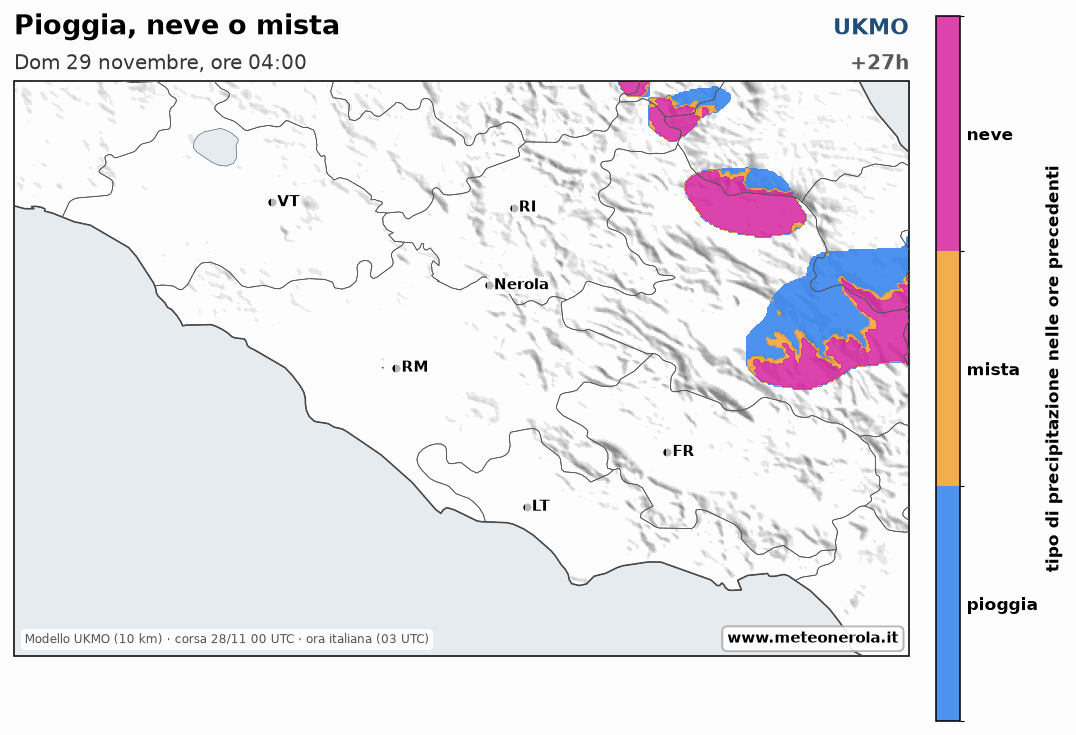 Pioggia, neve o mista
UKMO
Dom 29 novembre, ore 04:00
+27h
neve
mista
pioggia
tipo di precipitazione nelle ore precedenti
VT
RI
Nerola
RM
FR
LT
Modello UKMO (10 km) · corsa 28/11 00 UTC · ora italiana (03 UTC)
www.meteonerola.it